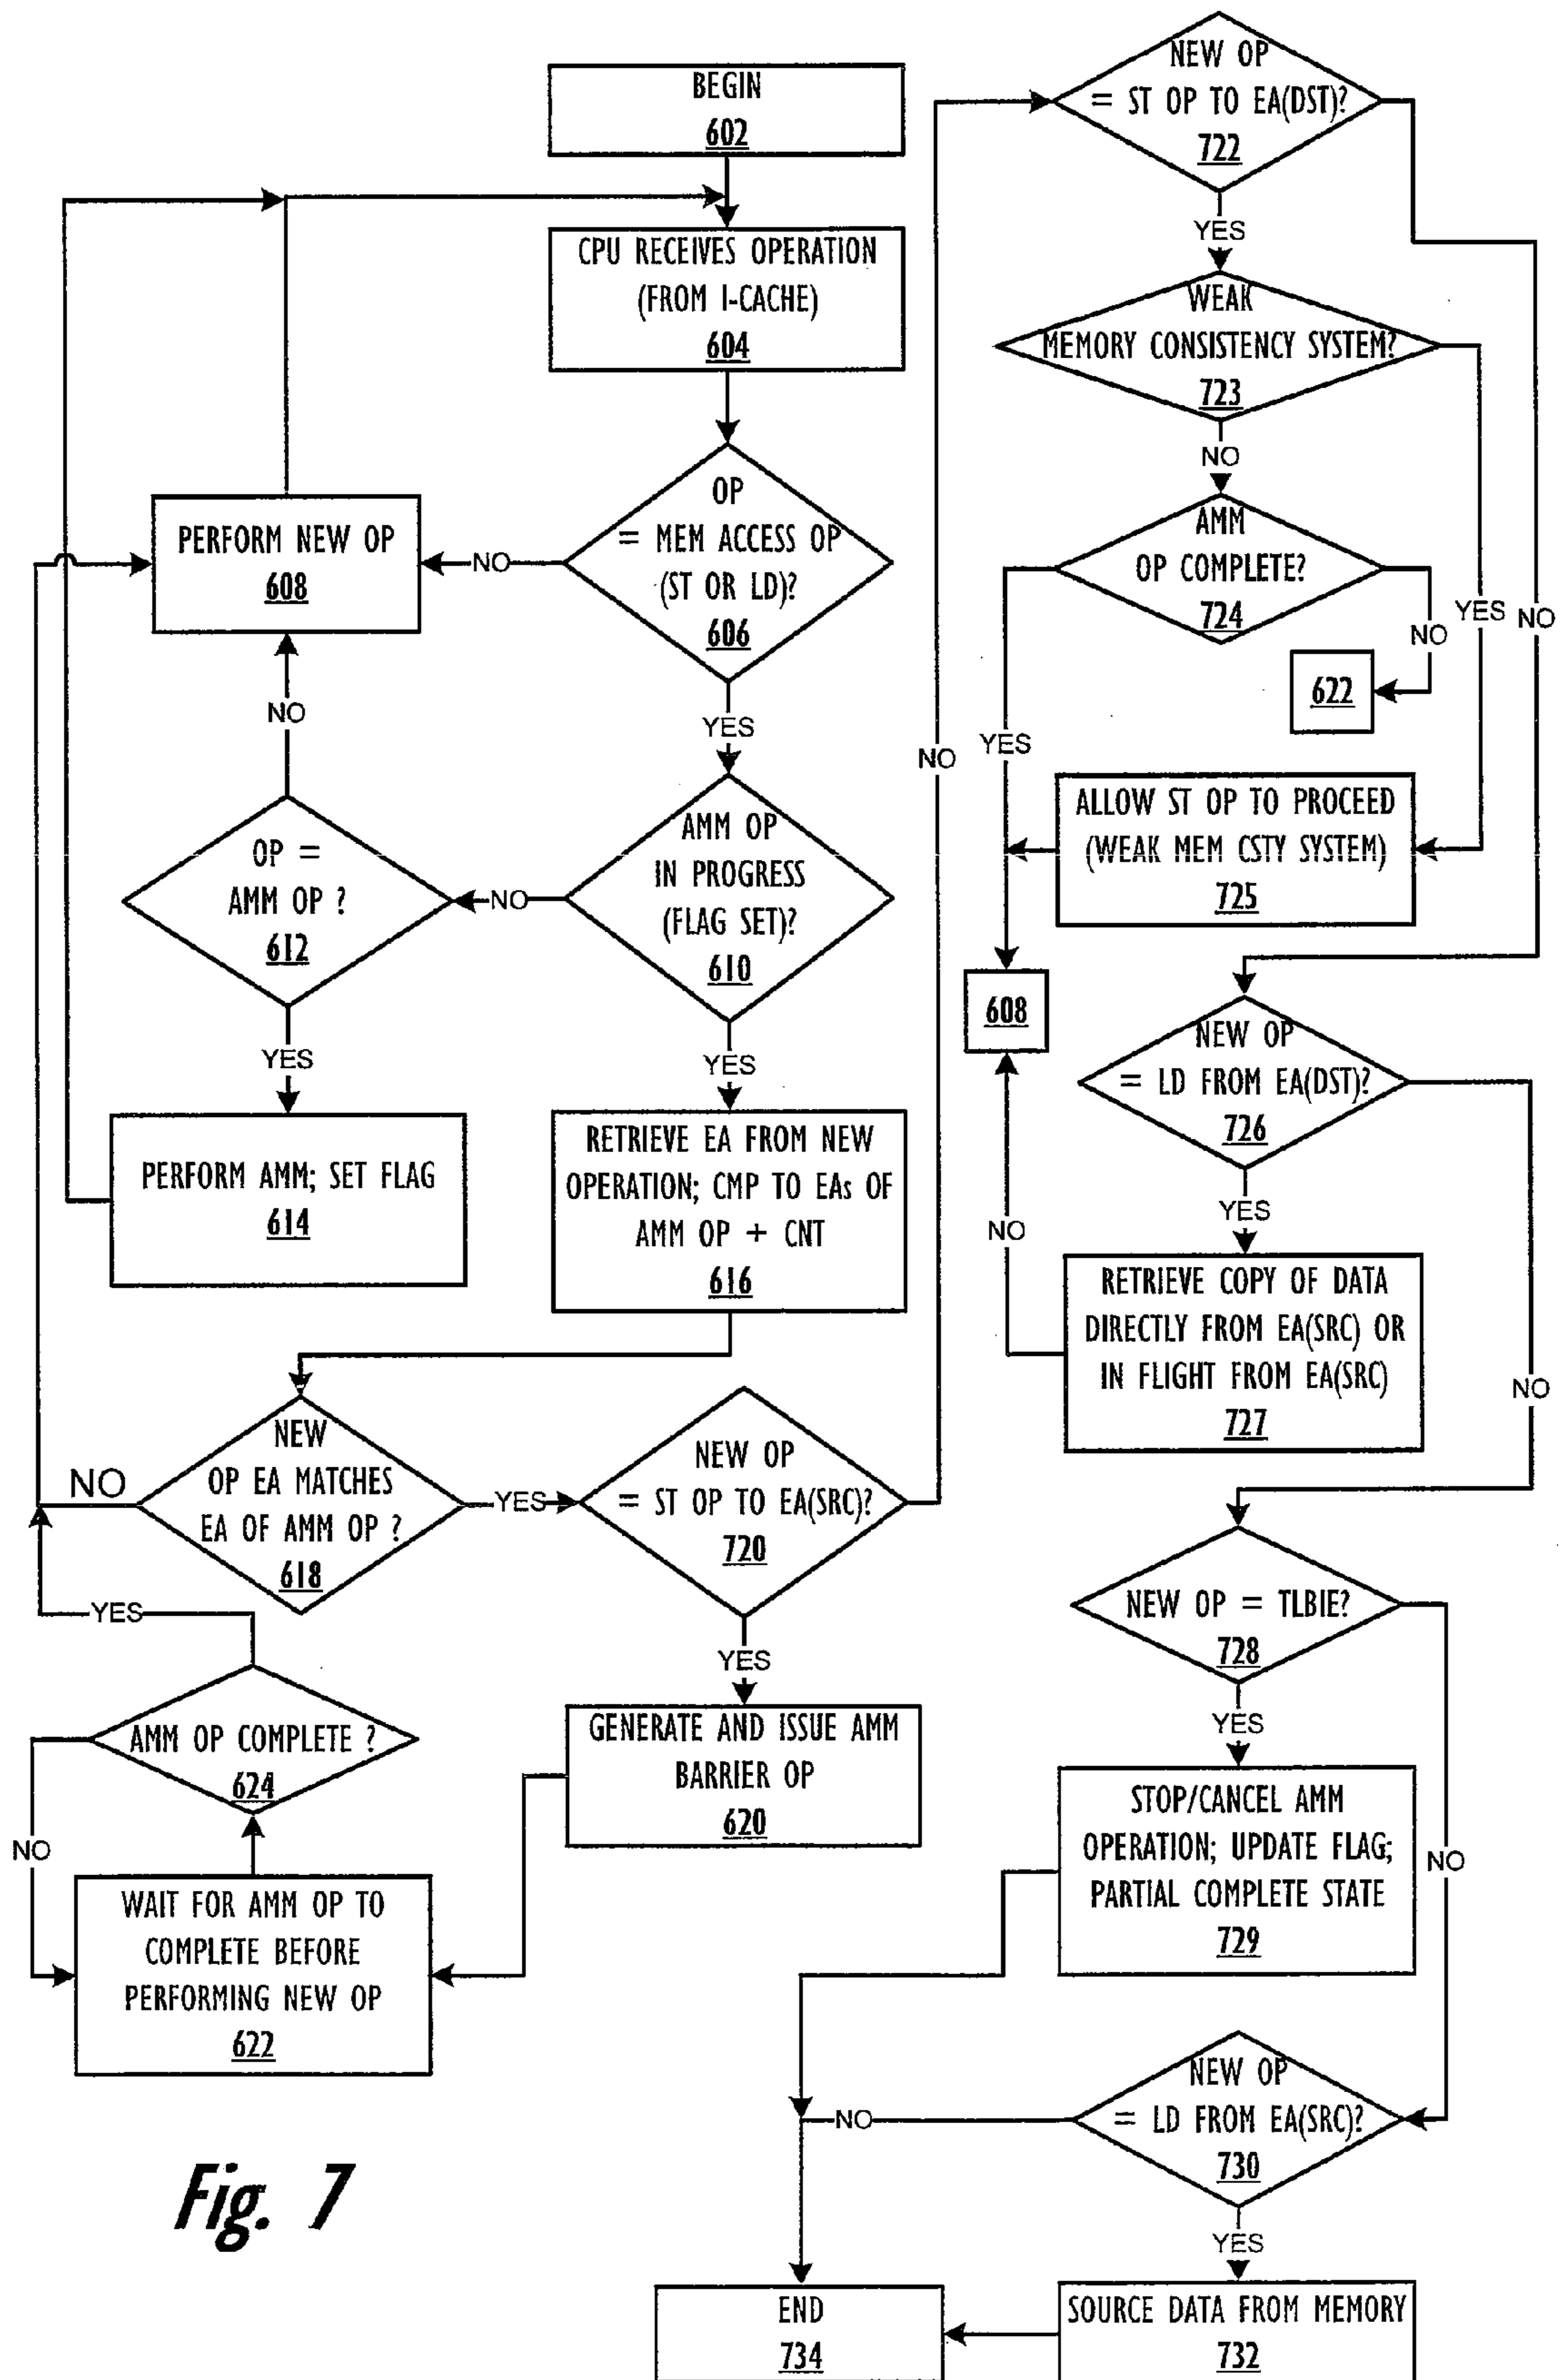 BEGIN
602
CPU RECEIVES OPERATION
(FROM I-CACHE)
604
OP
= MEM ACCESS OP
(ST OR LD)?
606
NO
PERFORM NEW OP
608
YES
NO
AMM OP
IN PROGRESS
(FLAG SET)?
610
NO
OP =
AMM OP ?
612
YES
YES
PERFORM AMM; SET FLAG
614
RETRIEVE EA FROM NEW
OPERATION; CMP TO EAs OF
AMM OP + CNT
616
NEW
OP EA MATCHES
EA OF AMM OP ?
618
NO
YES
NEW OP
= ST OP TO EA(SRC)?
720
NO
YES
YES
GENERATE AND ISSUE AMM
BARRIER OP
620
AMM OP COMPLETE ?
624
NO
WAIT FOR AMM OP TO
COMPLETE BEFORE
PERFORMING NEW OP
622
NEW OP
= ST OP TO EA(DST)?
722
YES
NO
WEAK
MEMORY CONSISTENCY SYSTEM?
723
NO
YES
AMM
OP COMPLETE?
724
NO
622
YES
ALLOW ST OP TO PROCEED
(WEAK MEM CSTY SYSTEM)
725
608
NEW OP
= LD FROM EA(DST)?
726
YES
NO
NO
RETRIEVE COPY OF DATA
DIRECTLY FROM EA(SRC) OR
IN FLIGHT FROM EA(SRC)
727
NEW OP = TLBIE?
728
YES
NO
STOP/CANCEL AMM
OPERATION; UPDATE FLAG;
PARTIAL COMPLETE STATE
729
NEW OP
= LD FROM EA(SRC)?
730
NO
YES
SOURCE DATA FROM MEMORY
732
END
734
Fig. 7